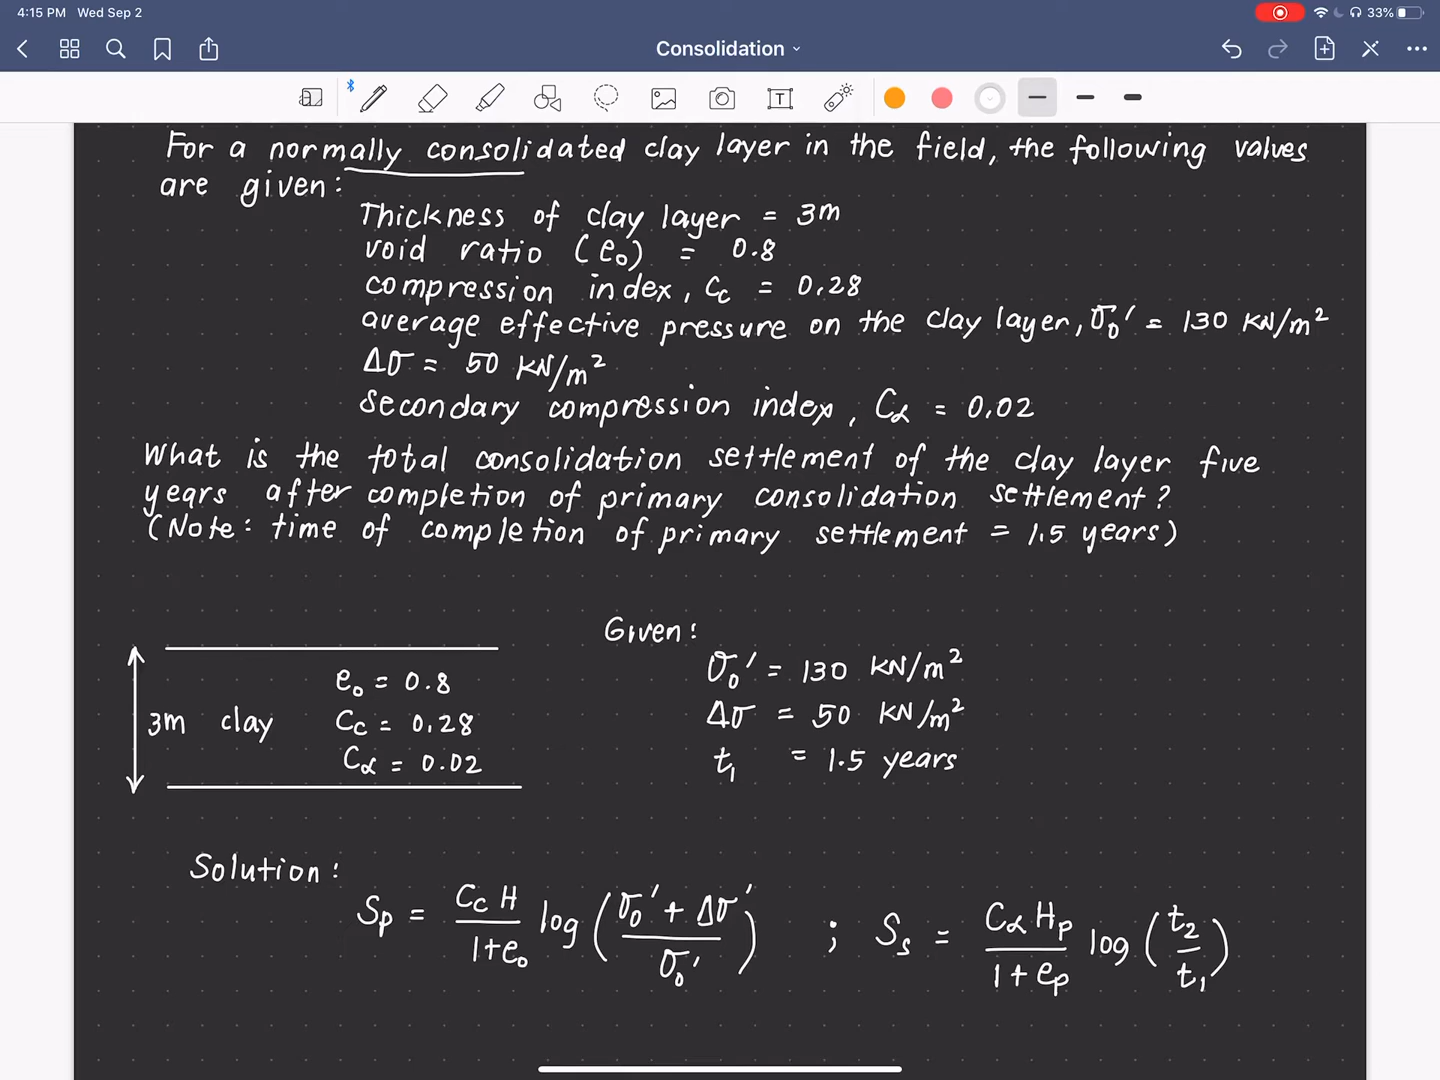 4:15 PM Wed Sep 2
33%
Consolidation
For a normally consolidated clay layer in the field, the following values
are given:
Thickness of clay layer = 3m
void ratio (e₀) = 0.8
compression index, Cc = 0.28
average effective pressure on the clay layer, σ₀' = 130 KN/m²
Δσ = 50 KN/m²
Secondary compression index, Cα = 0.02
What is the total consolidation settlement of the clay layer five
years after completion of primary consolidation settlement?
(Note: time of completion of primary settlement = 1.5 years)
Given:
e₀ = 0.8
σ₀' = 130 KN/m²
3m clay Cc = 0.28
Δσ = 50 KN/m²
Cα = 0.02
t₁ = 1.5 years
Solution:
Sp = Cc H / 1+e₀ log (σ₀' + Δσ' / σ₀') ; Ss = Cα Hp / 1+ep log (t₂ / t₁)